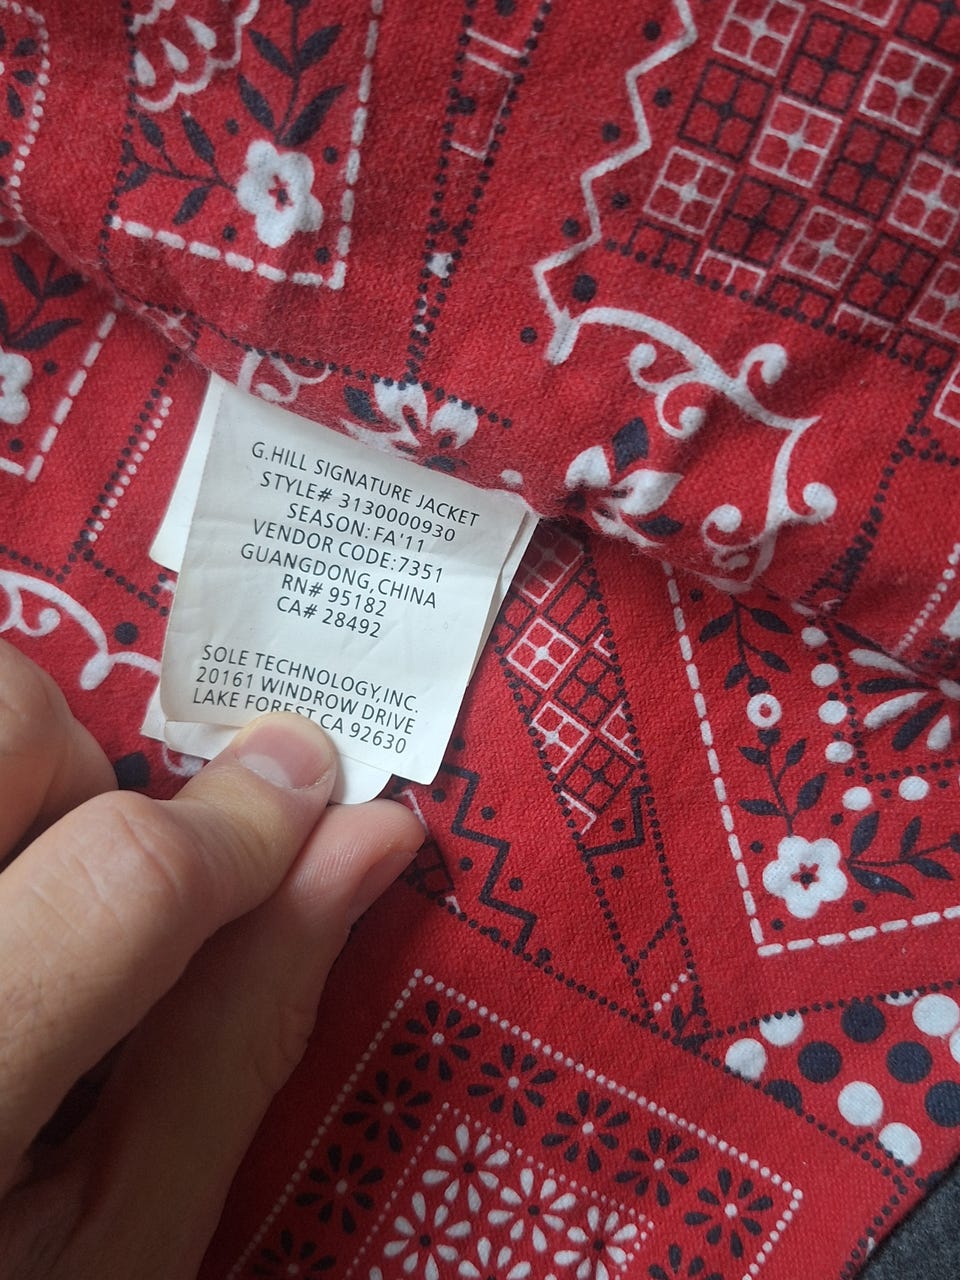 G.HILL SIGNATURE JACKET
STYLE# 3130000930
SEASON: FA'11
VENDOR CODE:7351
GUANGDONG,CHINA
RN# 95182
CA# 28492
SOLE TECHNOLOGY,INC.
20161 WINDROW DRIVE
LAKE FOREST CA 92630